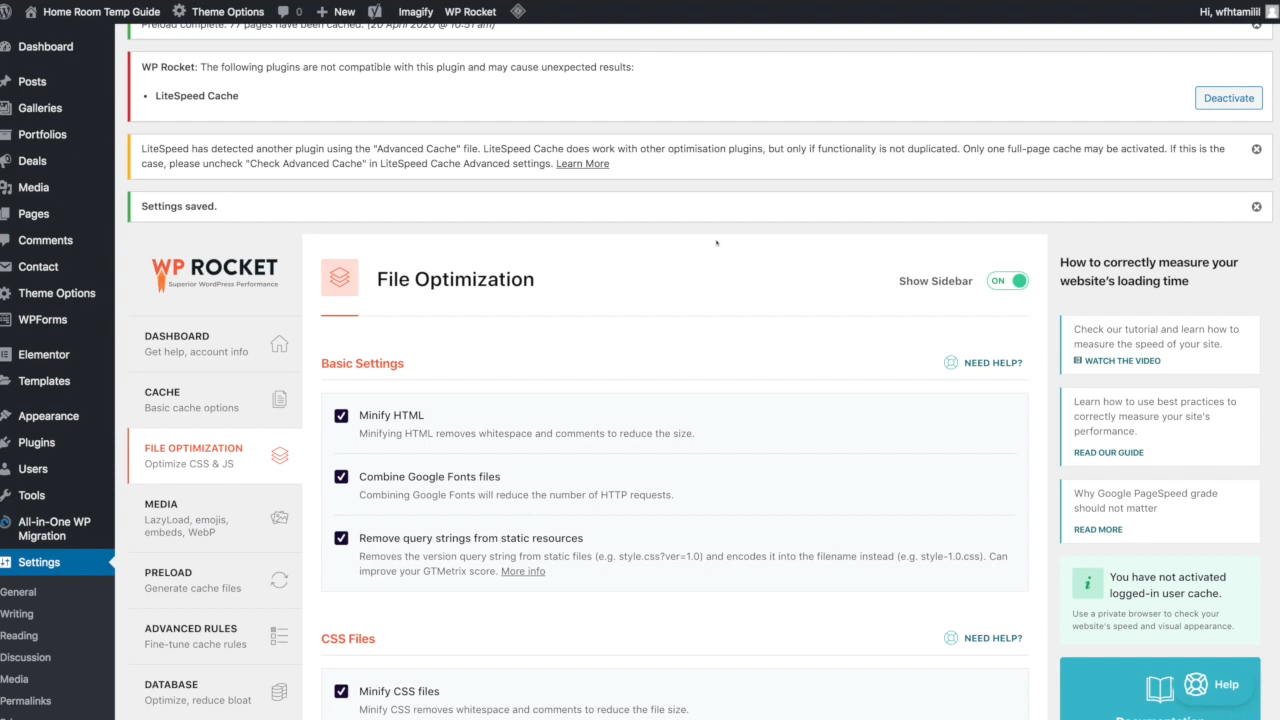 Home Room Temp Guide
Theme Options
0
New
Imagify
WP Rocket
Hi, wfhtamilil
Preload complete: 77 pages have been cached. (20 April 2020 @ 10:51 am)
Dashboard
Posts
Galleries
Portfolios
Deals
Media
Pages
Comments
Contact
Theme Options
WPForms
Elementor
Templates
Appearance
Plugins
Users
Tools
All-in-One WP
Migration
Settings
General
Writing
Reading
Discussion
Media
Permalinks
WP Rocket: The following plugins are not compatible with this plugin and may cause unexpected results:
• LiteSpeed Cache
Deactivate
LiteSpeed has detected another plugin using the "Advanced Cache" file. LiteSpeed Cache does work with other optimisation plugins, but only if functionality is not duplicated. Only one full-page cache may be activated. If this is the
case, please uncheck "Check Advanced Cache" in LiteSpeed Cache Advanced settings. Learn More
Settings saved.
WP ROCKET
Superior WordPress Performance
DASHBOARD
Get help, account info
CACHE
Basic cache options
FILE OPTIMIZATION
Optimize CSS & JS
MEDIA
LazyLoad, emojis,
embeds, WebP
PRELOAD
Generate cache files
ADVANCED RULES
Fine-tune cache rules
DATABASE
Optimize, reduce bloat
File Optimization
Show Sidebar
ON
Basic Settings
NEED HELP?
Minify HTML
Minifying HTML removes whitespace and comments to reduce the size.
Combine Google Fonts files
Combining Google Fonts will reduce the number of HTTP requests.
Remove query strings from static resources
Removes the version query string from static files (e.g. style.css?ver=1.0) and encodes it into the filename instead (e.g. style-1.0.css). Can
improve your GTMetrix score. More info
CSS Files
NEED HELP?
Minify CSS files
Minify CSS removes whitespace and comments to reduce the file size.
How to correctly measure your
website's loading time
Check our tutorial and learn how to
measure the speed of your site.
WATCH THE VIDEO
Learn how to use best practices to
correctly measure your site's
performance.
READ OUR GUIDE
Why Google PageSpeed grade
should not matter
READ MORE
You have not activated
logged-in user cache.
Use a private browser to check your
website's speed and visual appearance.
Help
Documentation